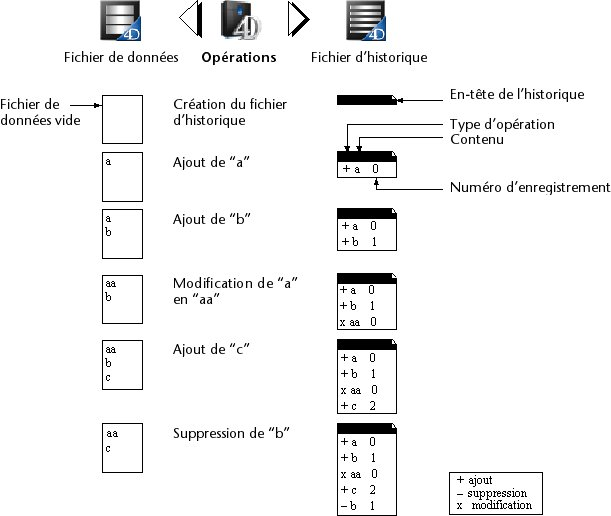 4D
4D
4D
Fichier de données
Opérations
Fichier d'historique
Fichier de
données vide
Création du fichier
d'historique
En-tête de l'historique
Type d'opération
Contenu
a
Ajout de “a”
+ a 0
Numéro d'enregistrement
a
b
Ajout de “b”
+ a 0
+ b 1
aa
b
Modification de “a”
en “aa”
+ a 0
+ b 1
x aa 0
aa
b
c
Ajout de “c”
+ a 0
+ b 1
x aa 0
+ c 2
aa
c
Suppression de “b”
+ a 0
+ b 1
x aa 0
+ c 2
– b 1
+ ajout
– suppression
x modification